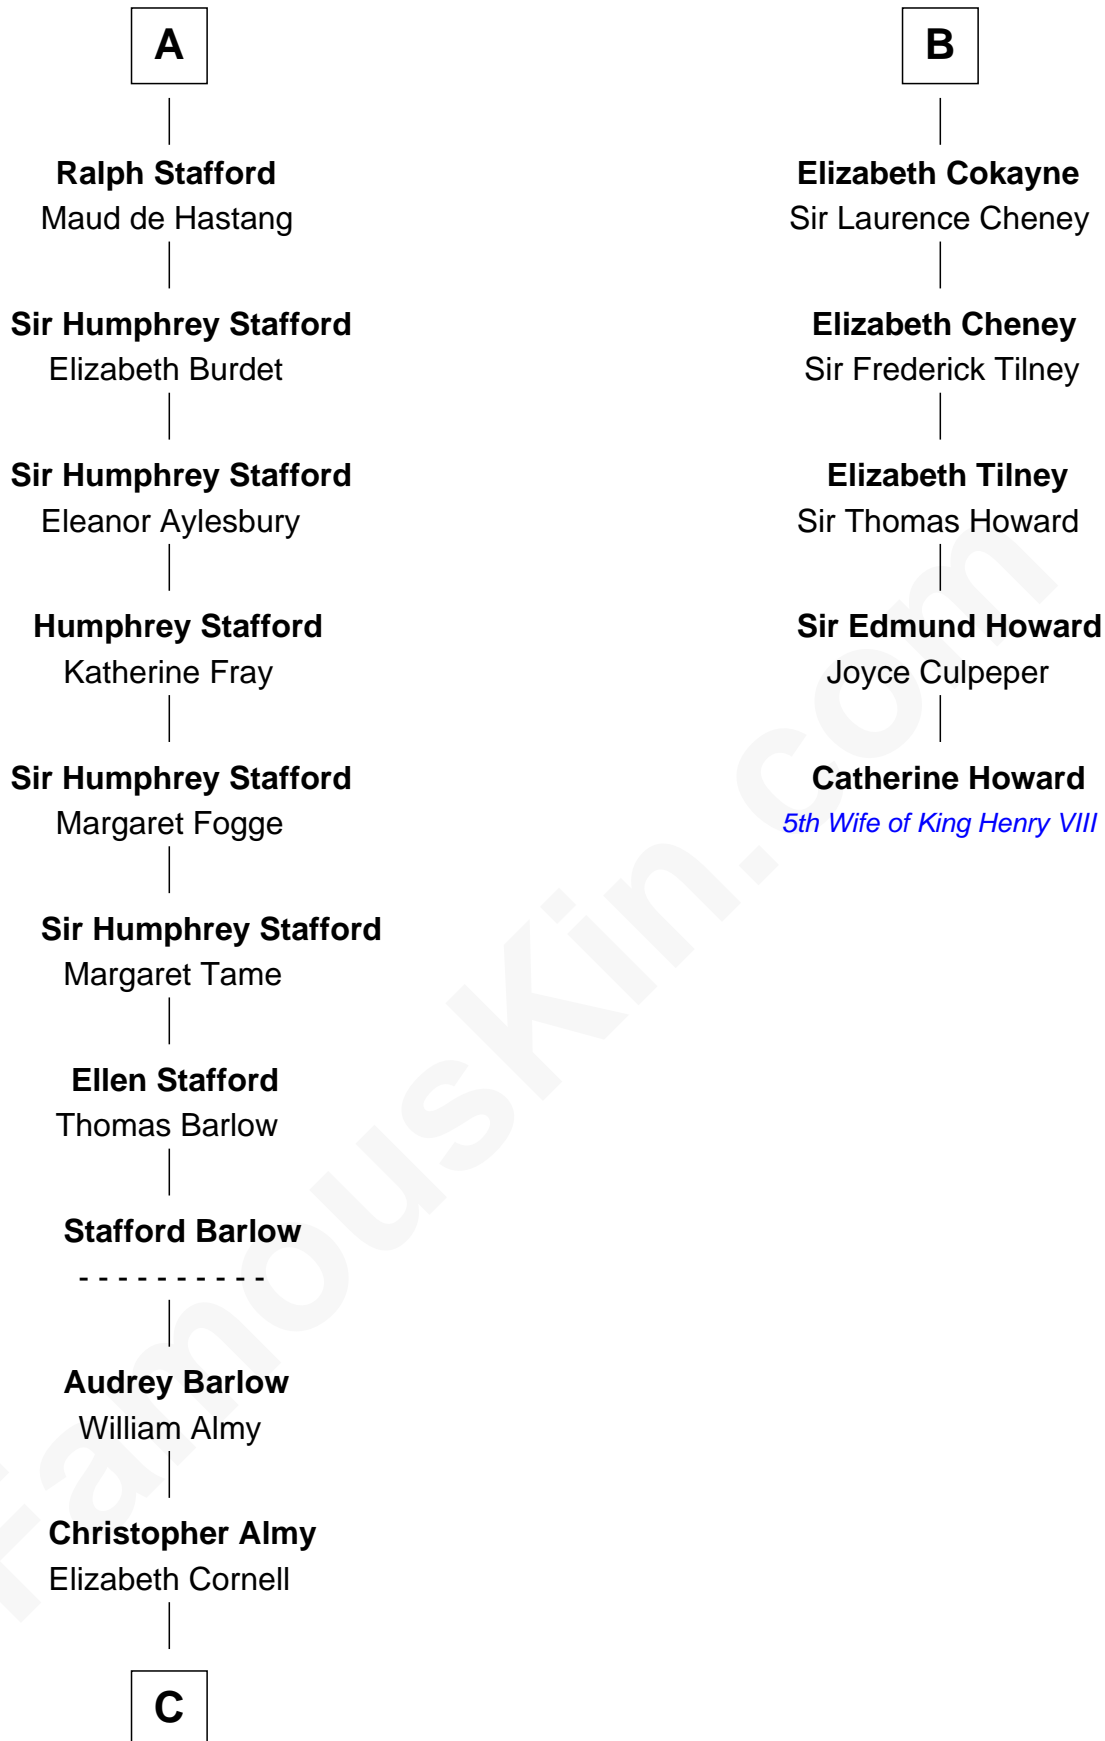 A
Ralph Stafford
Maud de Hastang
Sir Humphrey Stafford
Elizabeth Burdet
Sir Humphrey Stafford
Eleanor Aylesbury
Humphrey Stafford
Katherine Fray
Sir Humphrey Stafford
Margaret Fogge
Sir Humphrey Stafford
Margaret Tame
Ellen Stafford
Thomas Barlow
Stafford Barlow
- - - - - - - - - -
Audrey Barlow
William Almy
Christopher Almy
Elizabeth Cornell
C
B
Elizabeth Cokayne
Sir Laurence Cheney
Elizabeth Cheney
Sir Frederick Tilney
Elizabeth Tilney
Sir Thomas Howard
Sir Edmund Howard
Joyce Culpeper
Catherine Howard
5th Wife of King Henry VIII
FamousKin.com